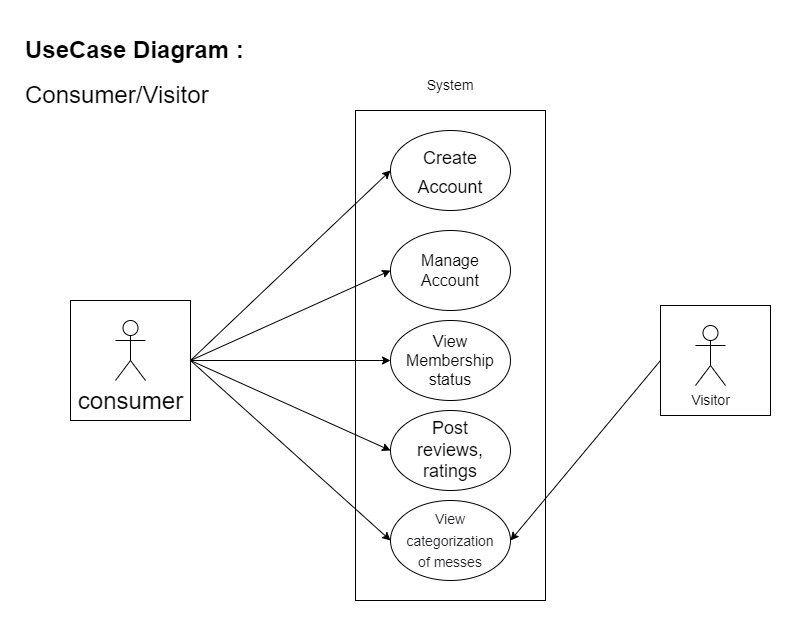 UseCase Diagram :
Consumer/Visitor
System
Create
Account
Manage
Account
View
Membership
status
Post
reviews,
ratings
View
categorization
of messes
consumer
Visitor